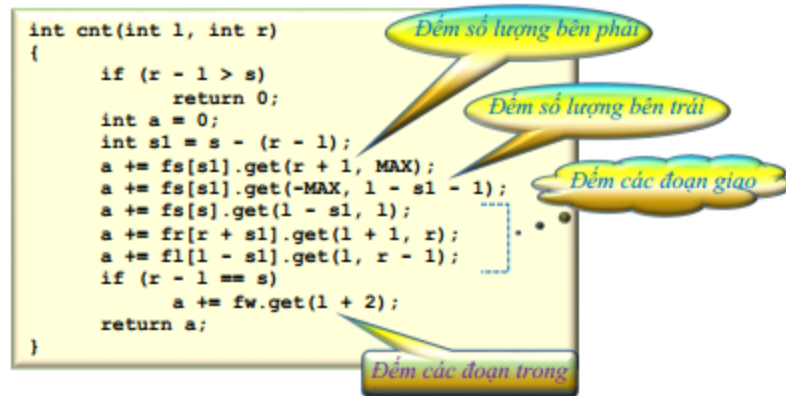 int cnt(int l, int r)
{
if (r - l > s)
return 0;
int a = 0;
int s1 = s - (r - l);
a += fs[s1].get(r + 1, MAX);
a += fs[s1].get(-MAX, l - s1 - 1);
a += fs[s].get(l - s1, l);
a += fr[r + s1].get(l + 1, r);
a += fl[l - s1].get(l, r - 1);
if (r - l == s)
a += fw.get(l + 2);
return a;
}
Đếm số lượng bên phải
Đếm số lượng bên trái
Đếm các đoạn giao
Đếm các đoạn trong